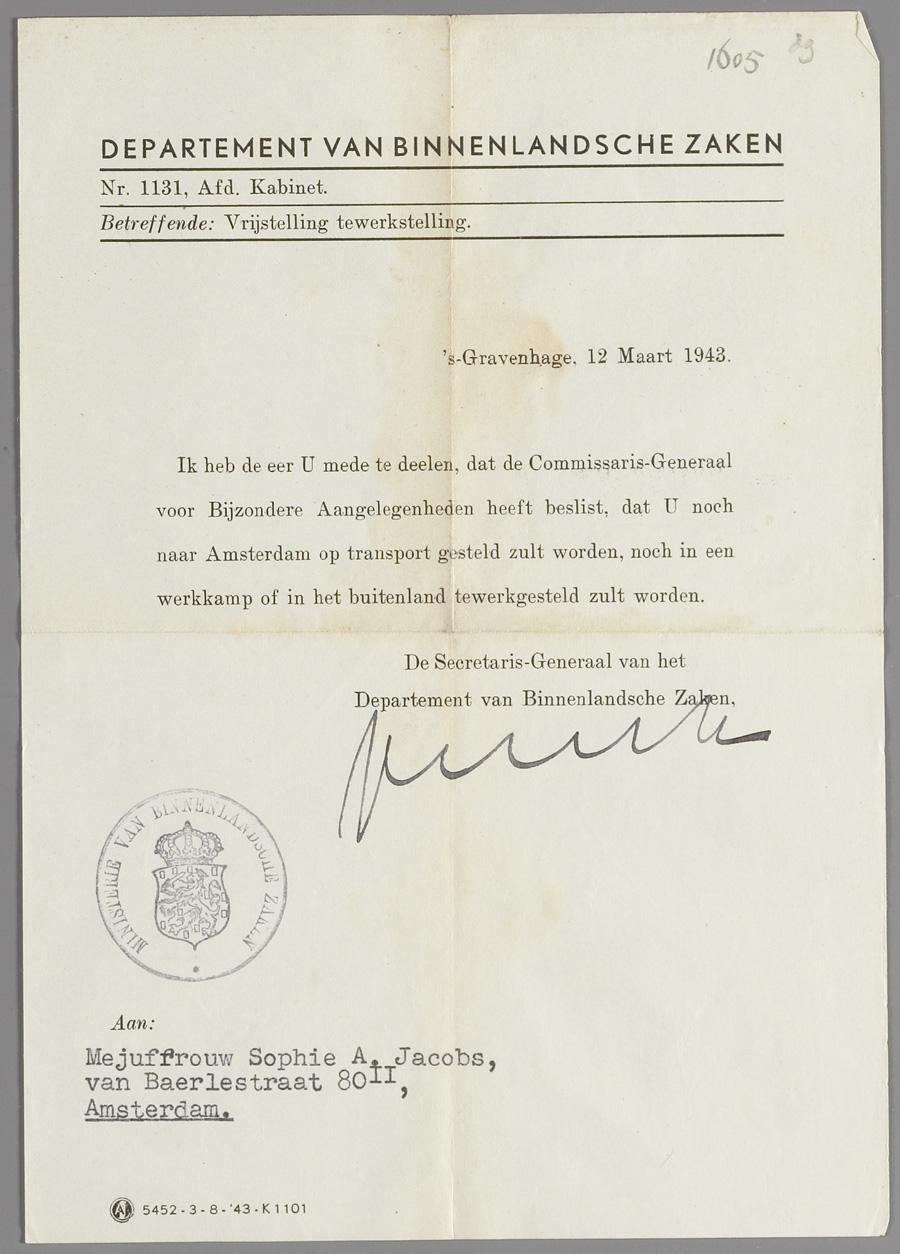 1605 29
DEPARTEMENT VAN BINNENLANDSCHE ZAKEN
Nr. 1131, Afd. Kabinet.
Betreffende: Vrijstelling tewerkstelling.
's-Gravenhage, 12 Maart 1943.
Ik heb de eer U mede te deelen, dat de Commissaris-Generaal
voor Bijzondere Aangelegenheden heeft beslist, dat U noch
naar Amsterdam op transport gesteld zult worden, noch in een
werkkamp of in het buitenland tewerkgesteld zult worden.
De Secretaris-Generaal van het
Departement van Binnenlandsche Zaken,
MINISTERIE VAN BINNENLANDSCHE ZAKEN
Aan:
Mejuffrouw Sophie A. Jacobs,
van Baerlestraat 80II,
Amsterdam.
5452-3-8-'43-K1101